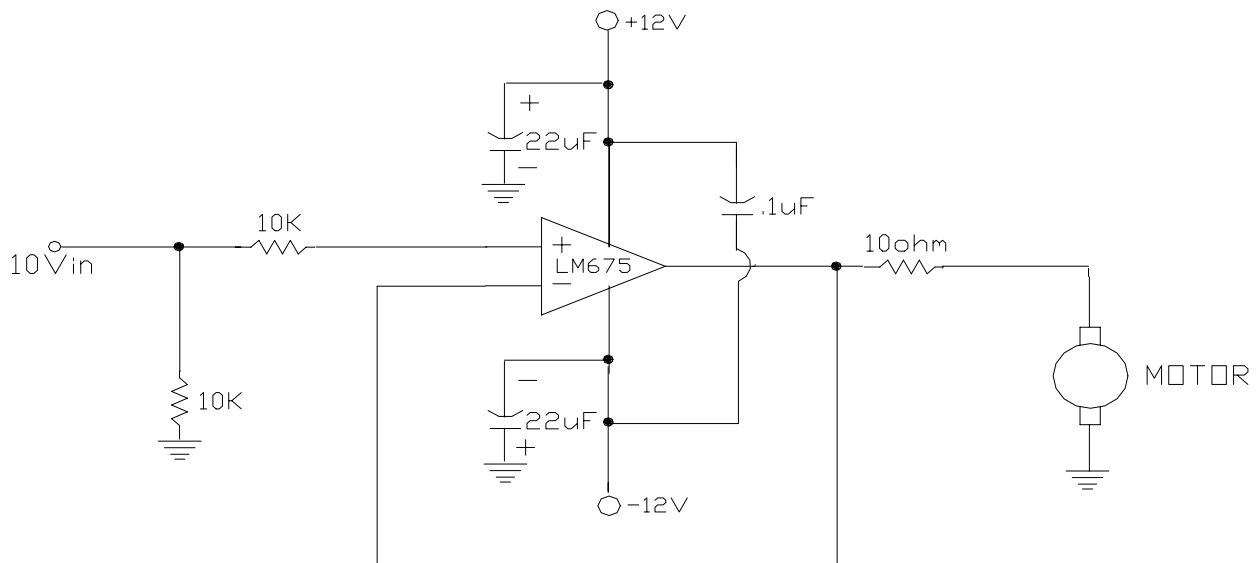 +12V
+
22uF
−
.1uF
10K
10ohm
10Vin
+
LM675
−
MOTOR
10K
−
22uF
+
-12V